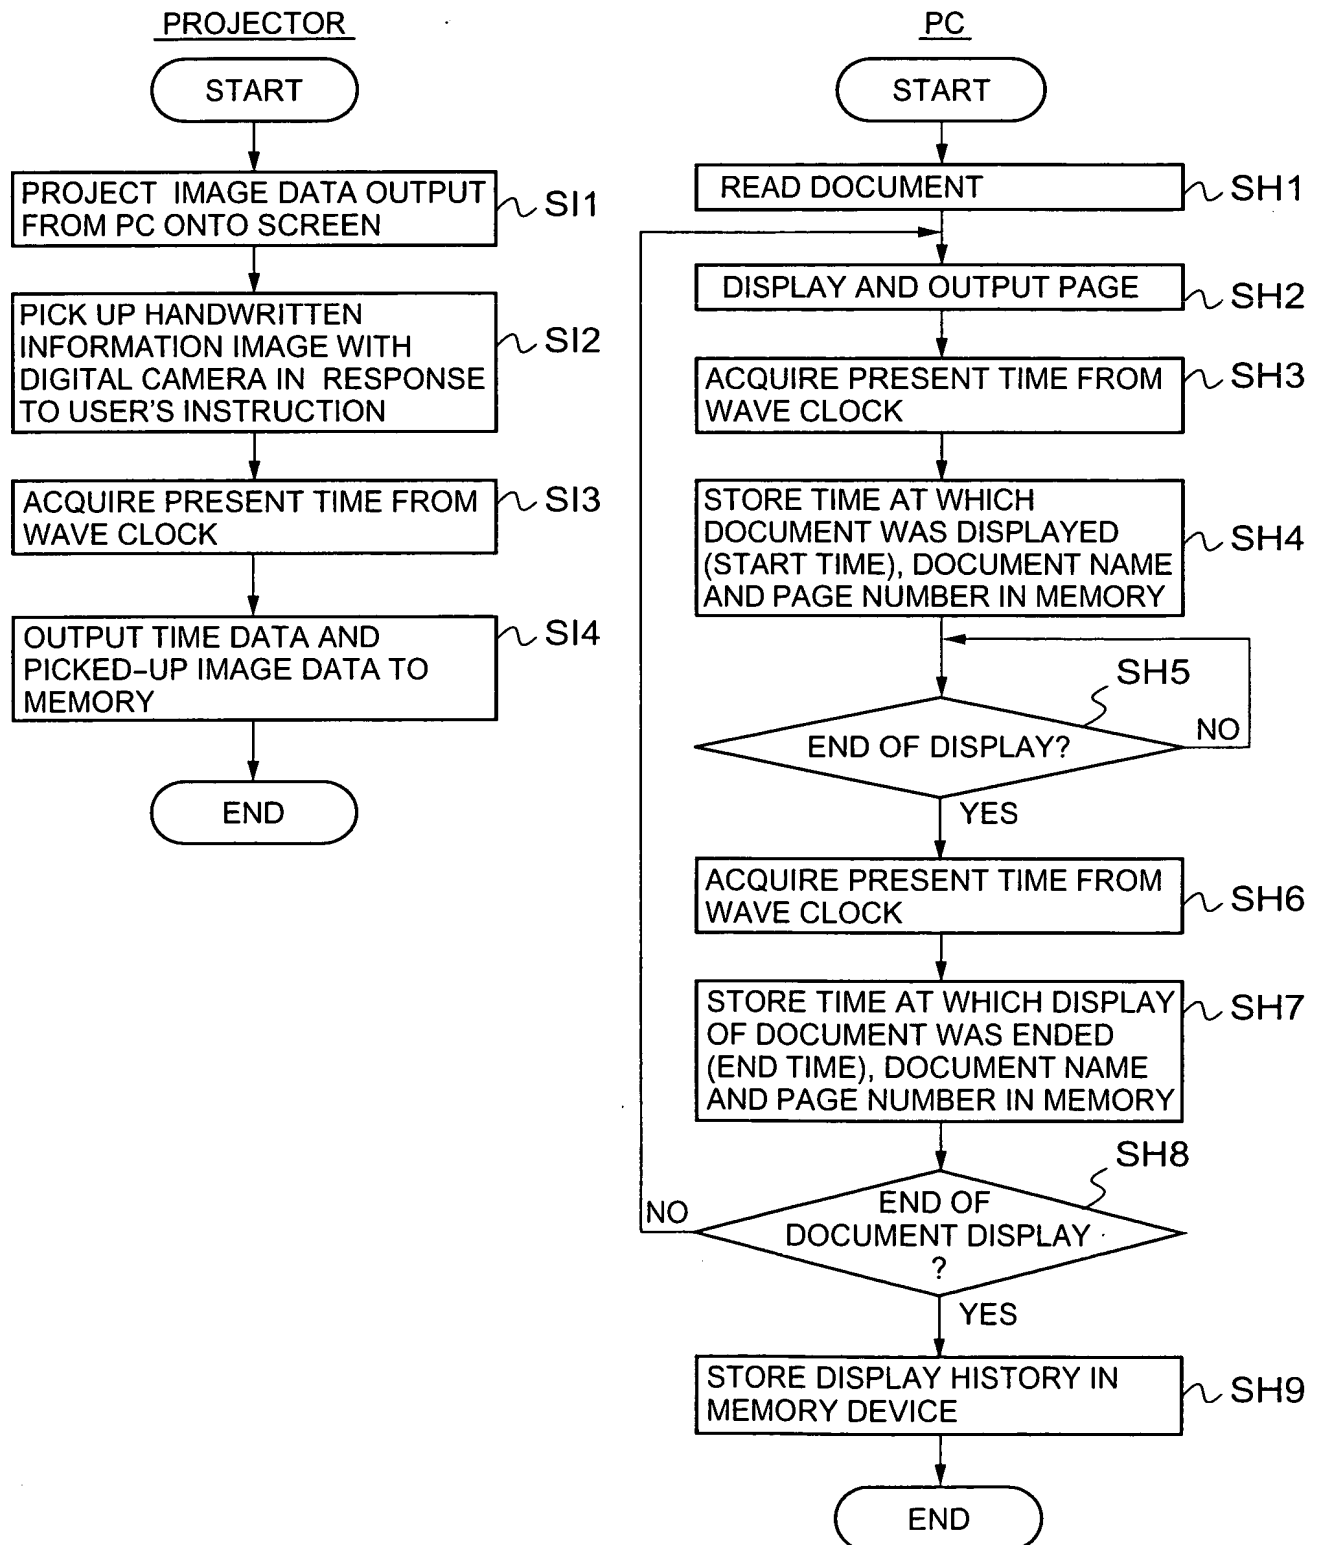 PROJECTOR
START
PROJECT IMAGE DATA OUTPUT
FROM PC ONTO SCREEN
SI1
PICK UP HANDWRITTEN
INFORMATION IMAGE WITH
DIGITAL CAMERA IN RESPONSE
TO USER'S INSTRUCTION
SI2
ACQUIRE PRESENT TIME FROM
WAVE CLOCK
SI3
OUTPUT TIME DATA AND
PICKED-UP IMAGE DATA TO
MEMORY
SI4
END
PC
START
READ DOCUMENT
SH1
DISPLAY AND OUTPUT PAGE
SH2
ACQUIRE PRESENT TIME FROM
WAVE CLOCK
SH3
STORE TIME AT WHICH
DOCUMENT WAS DISPLAYED
(START TIME), DOCUMENT NAME
AND PAGE NUMBER IN MEMORY
SH4
END OF DISPLAY?
SH5
NO
YES
ACQUIRE PRESENT TIME FROM
WAVE CLOCK
SH6
STORE TIME AT WHICH DISPLAY
OF DOCUMENT WAS ENDED
(END TIME), DOCUMENT NAME
AND PAGE NUMBER IN MEMORY
SH7
END OF
DOCUMENT DISPLAY
?
SH8
NO
YES
STORE DISPLAY HISTORY IN
MEMORY DEVICE
SH9
END